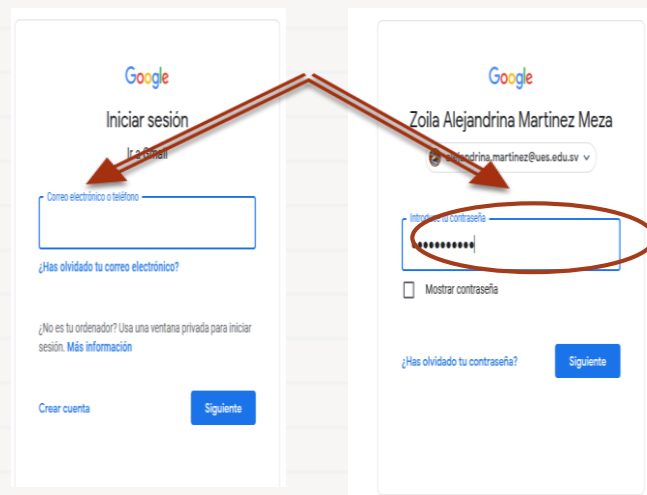 Google
Iniciar sesión
Ir a Gmail
Correo electrónico o teléfono
¿Has olvidado tu correo electrónico?
¿No es tu ordenador? Usa una ventana privada para iniciar
sesión. Más información
Crear cuenta
Siguiente
Google
Zoila Alejandrina Martinez Meza
alejandrina.martinez@ues.edu.sv
Introduce tu contraseña
Mostrar contraseña
¿Has olvidado tu contraseña?
Siguiente